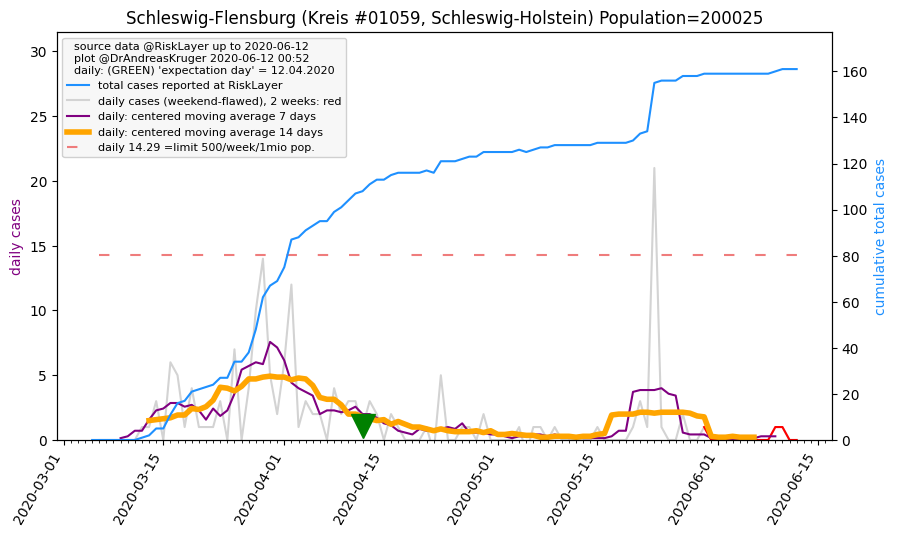 Schleswig-Flensburg (Kreis #01059, Schleswig-Holstein) Population=200025
source data @RiskLayer up to 2020-06-12
plot @DrAndreasKruger 2020-06-12 00:52
daily: (GREEN) 'expectation day' = 12.04.2020
total cases reported at RiskLayer
daily cases (weekend-flawed), 2 weeks: red
daily: centered moving average 7 days
daily: centered moving average 14 days
daily 14.29 =limit 500/week/1mio pop.
daily cases
30
25
20
15
10
5
0
cumulative total cases
160
140
120
100
80
60
40
20
0
2020-03-01
2020-03-15
2020-04-01
2020-04-15
2020-05-01
2020-05-15
2020-06-01
2020-06-15